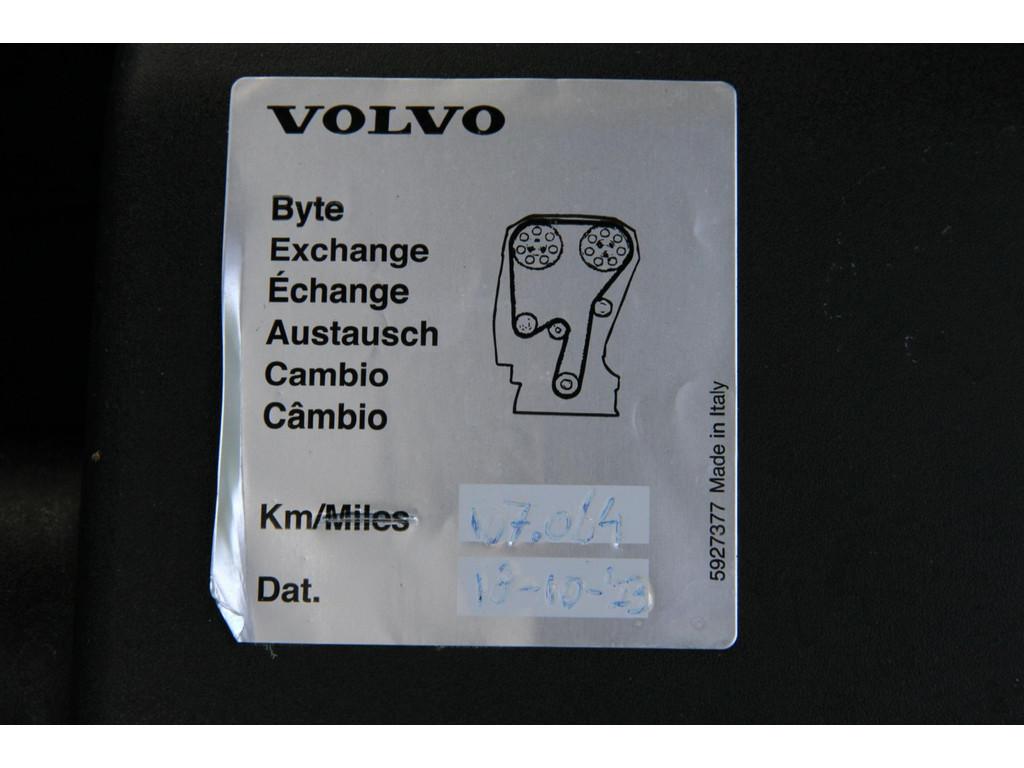 VOLVO
Byte
Exchange
Échange
Austausch
Cambio
Câmbio
Km/Miles
Dat.
5927377 Made in Italy